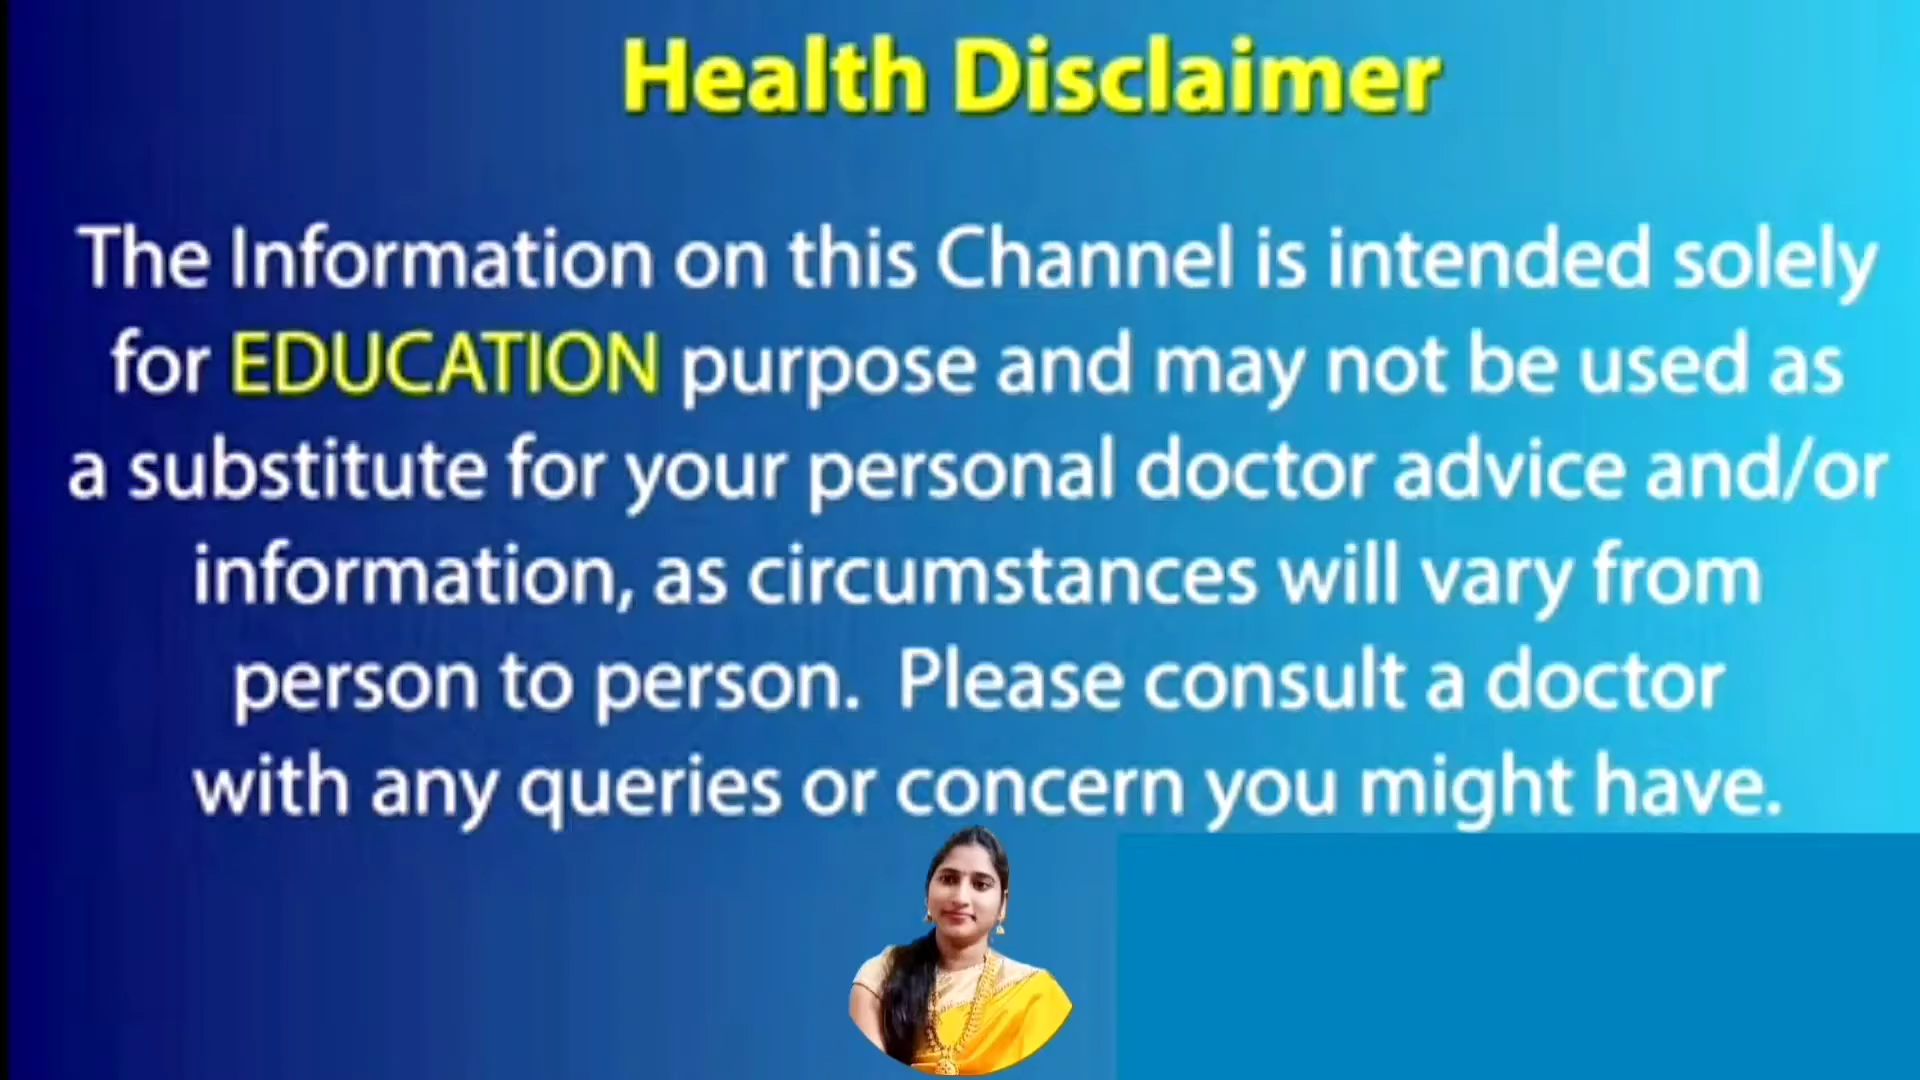 Health Disclaimer
The Information on this Channel is intended solely
for EDUCATION purpose and may not be used as
a substitute for your personal doctor advice and/or
information, as circumstances will vary from
person to person. Please consult a doctor
with any queries or concern you might have.